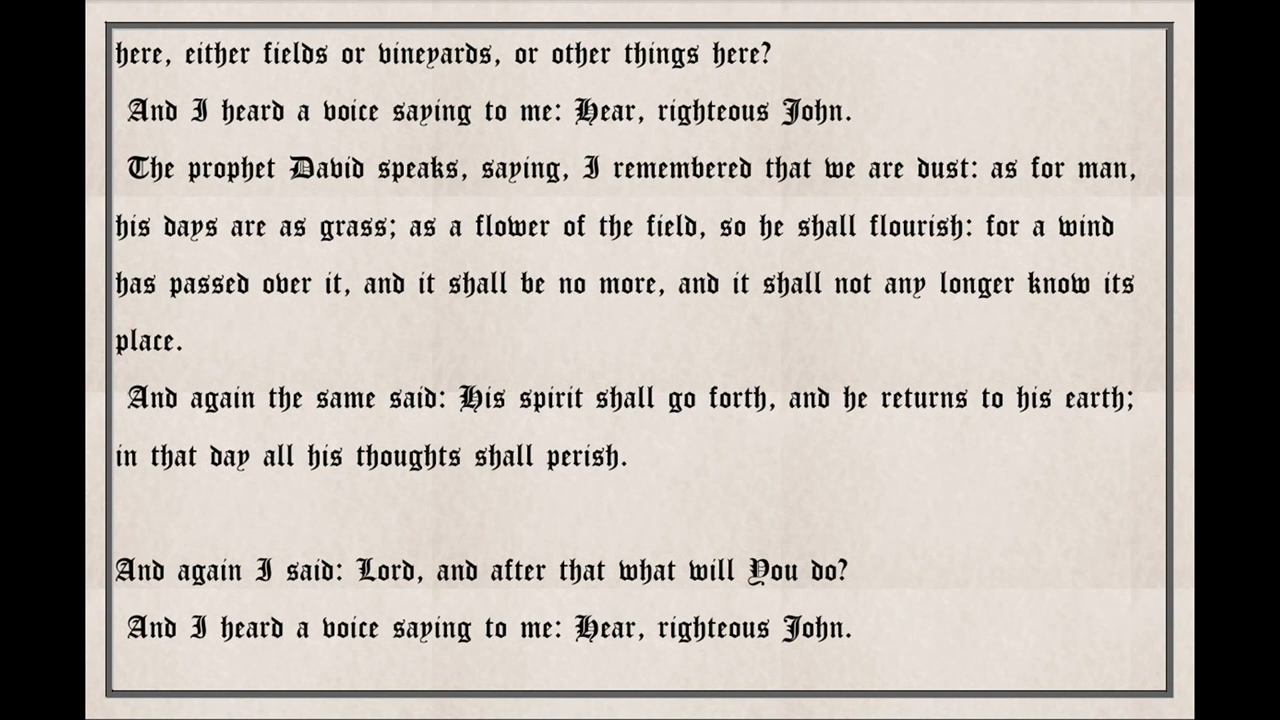 here, either fields or vineyards, or other things here?
And I heard a voice saying to me: Hear, righteous John.
The prophet David speaks, saying, I remembered that we are dust: as for man,
his days are as grass; as a flower of the field, so he shall flourish: for a wind
has passed over it, and it shall be no more, and it shall not any longer know its
place.
And again the same said: His spirit shall go forth, and he returns to his earth;
in that day all his thoughts shall perish.
And again I said: Lord, and after that what will You do?
And I heard a voice saying to me: Hear, righteous John.